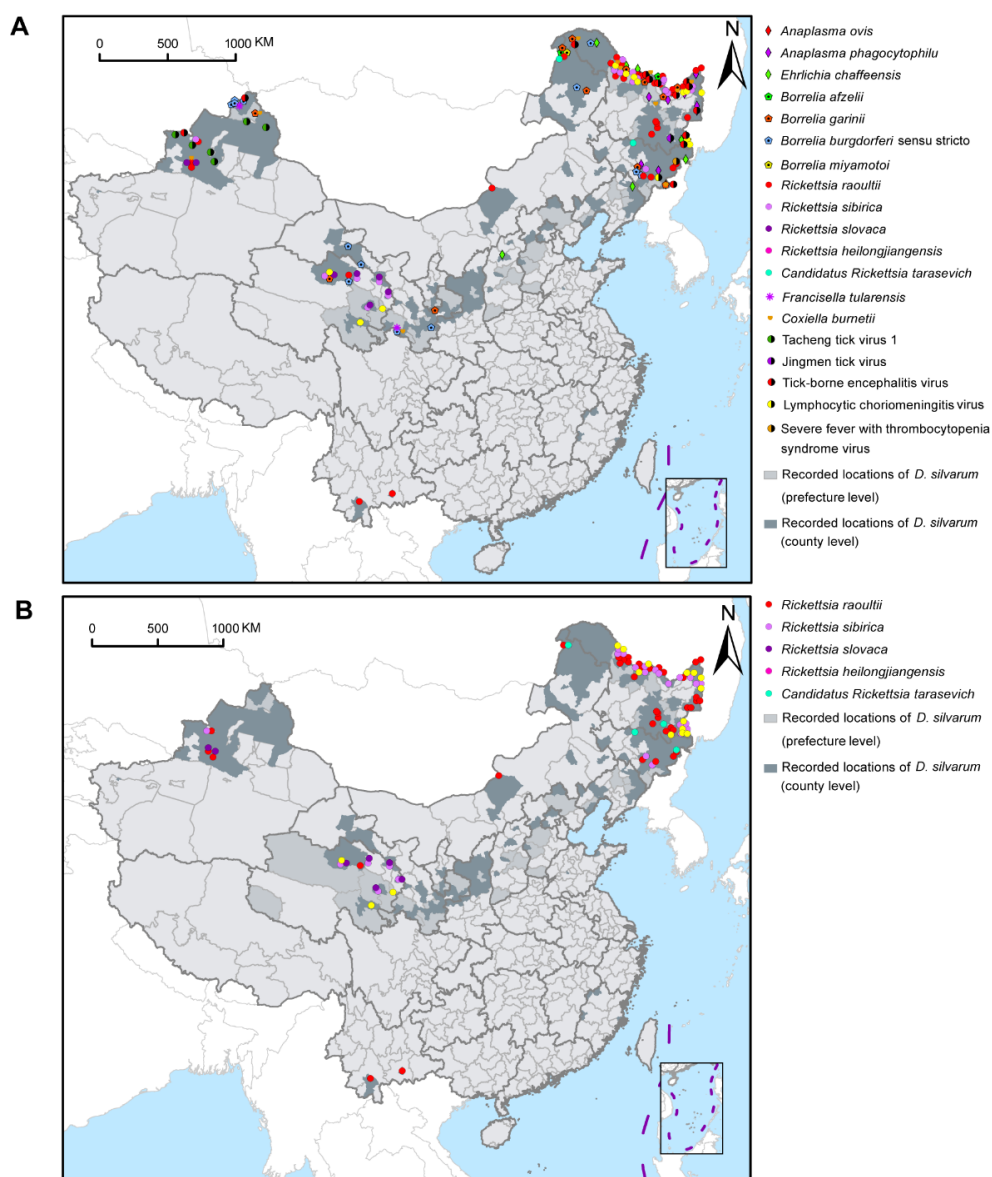 A
N
0 500 1000 KM
Anaplasma ovis
Anaplasma phagocytophilu
Ehrlichia chaffeensis
Borrelia afzelii
Borrelia garinii
Borrelia burgdorferi sensu stricto
Borrelia miyamotoi
Rickettsia raoultii
Rickettsia sibirica
Rickettsia slovaca
Rickettsia heilongjiangensis
Candidatus Rickettsia tarasevich
Francisella tularensis
Coxiella burnetii
Tacheng tick virus 1
Jingmen tick virus
Tick-borne encephalitis virus
Lymphocytic choriomeningitis virus
Severe fever with thrombocytopenia
syndrome virus
Recorded locations of D. silvarum
(prefecture level)
Recorded locations of D. silvarum
(county level)
B
N
0 500 1000 KM
Rickettsia raoultii
Rickettsia sibirica
Rickettsia slovaca
Rickettsia heilongjiangensis
Candidatus Rickettsia tarasevich
Recorded locations of D. silvarum
(prefecture level)
Recorded locations of D. silvarum
(county level)